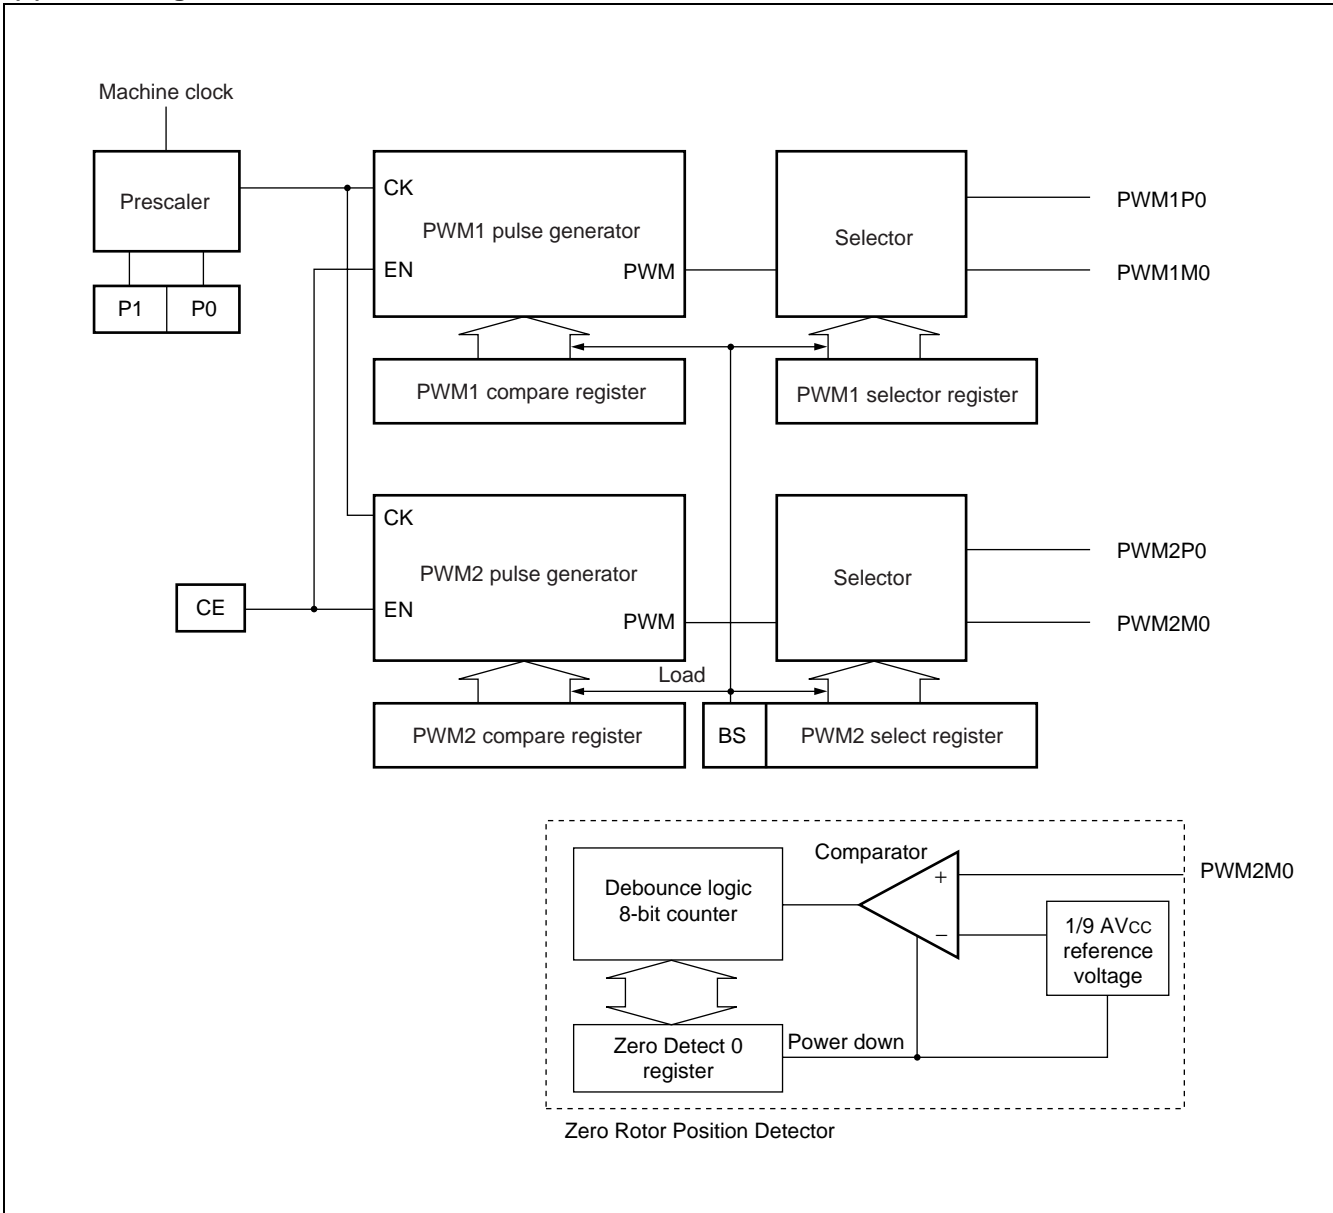 Machine clock
Prescaler
P1
P0
CK
PWM1 pulse generator
EN
PWM
Selector
PWM1P0
PWM1M0
PWM1 compare register
PWM1 selector register
CK
PWM2 pulse generator
EN
PWM
Selector
PWM2P0
PWM2M0
CE
Load
PWM2 compare register
BS
PWM2 select register
Comparator
Debounce logic
8-bit counter
+
−
PWM2M0
1/9 AVCC
reference
voltage
Zero Detect 0
register
Power down
Zero Rotor Position Detector